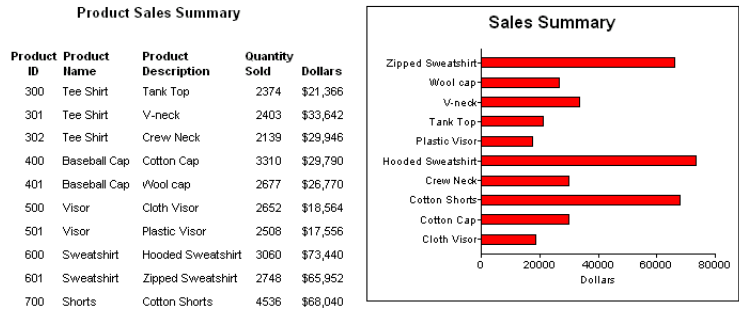 Product Sales Summary
Product ID Product Name Product Description Quantity Sold Dollars
300 Tee Shirt Tank Top 2374 $21,366
301 Tee Shirt V-neck 2403 $33,642
302 Tee Shirt Crew Neck 2139 $29,946
400 Baseball Cap Cotton Cap 3310 $29,790
401 Baseball Cap Wool cap 2677 $26,770
500 Visor Cloth Visor 2652 $18,564
501 Visor Plastic Visor 2508 $17,556
600 Sweatshirt Hooded Sweatshirt 3060 $73,440
601 Sweatshirt Zipped Sweatshirt 2748 $65,952
700 Shorts Cotton Shorts 4536 $68,040
Sales Summary
Zipped Sweatshirt
Wool cap
V-neck
Tank Top
Plastic Visor
Hooded Sweatshirt
Crew Neck
Cotton Shorts
Cotton Cap
Cloth Visor
0 20000 40000 60000 80000
Dollars